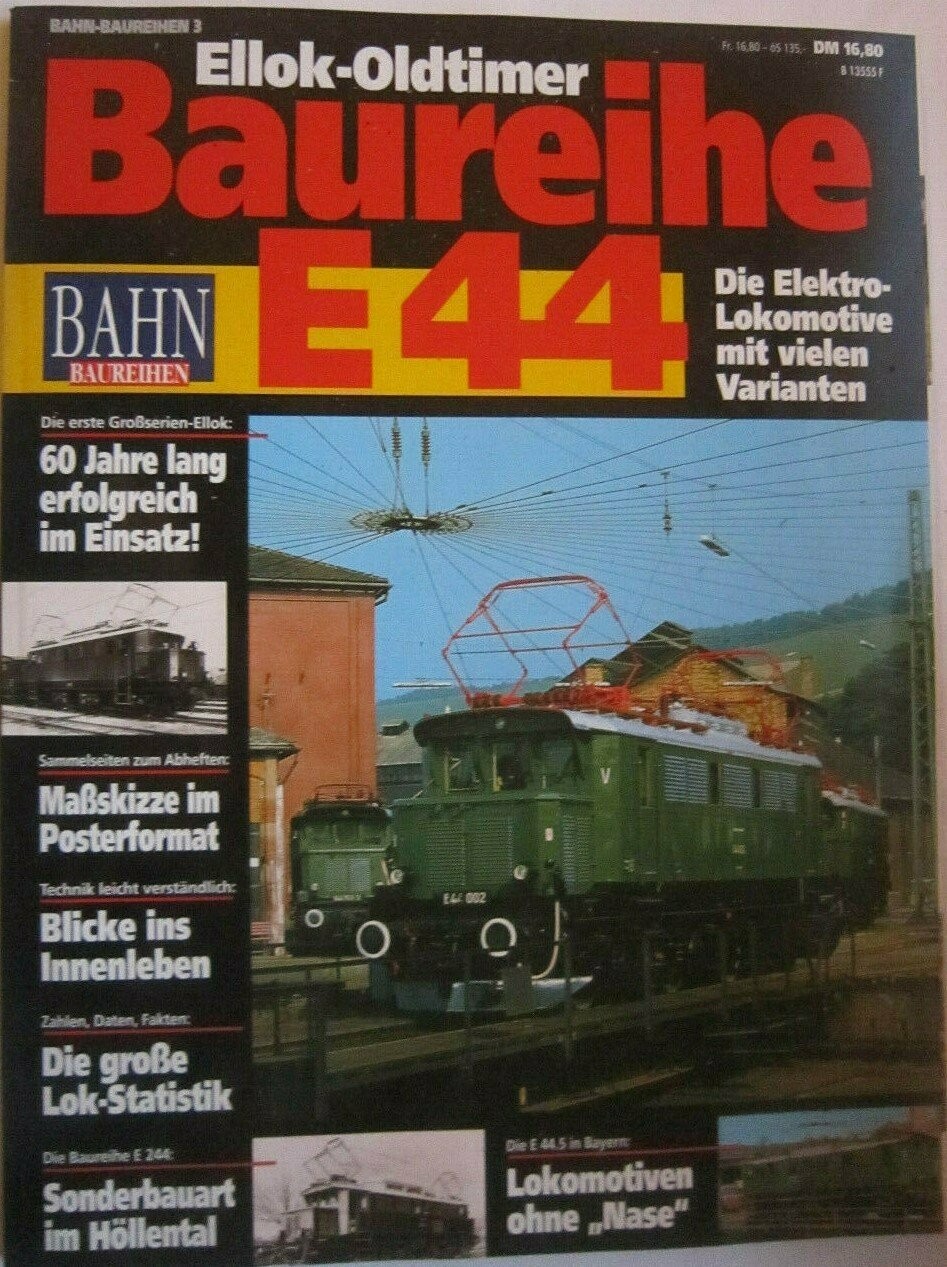 BAHN-BAUREIHEN 3
Fr. 16,80 – öS 135,- DM 16,80
B 13555 F
Ellok-Oldtimer
Baureihe
E 44
BAHN
BAUREIHEN
Die Elektro-
Lokomotive
mit vielen
Varianten
Die erste Großserien-Ellok:
60 Jahre lang
erfolgreich
im Einsatz!
Sammelseiten zum Abheften:
Maßskizze im
Posterformat
Technik leicht verständlich:
Blicke ins
Innenleben
Zahlen, Daten, Fakten:
Die große
Lok-Statistik
Die Baureihe E 244:
Sonderbauart
im Höllental
V
E44 002
Die E 44.5 in Bayern:
Lokomotiven
ohne „Nase“